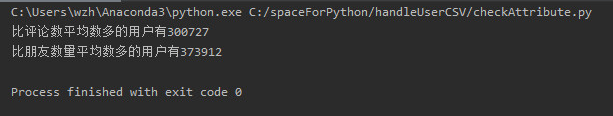 C:\Users\wzh\Anaconda3\python.exe C:/spaceForPython/handleUserCSV/checkAttribute.py
比评论数平均数多的用户有300727
比朋友数量平均数多的用户有373912
Process finished with exit code 0